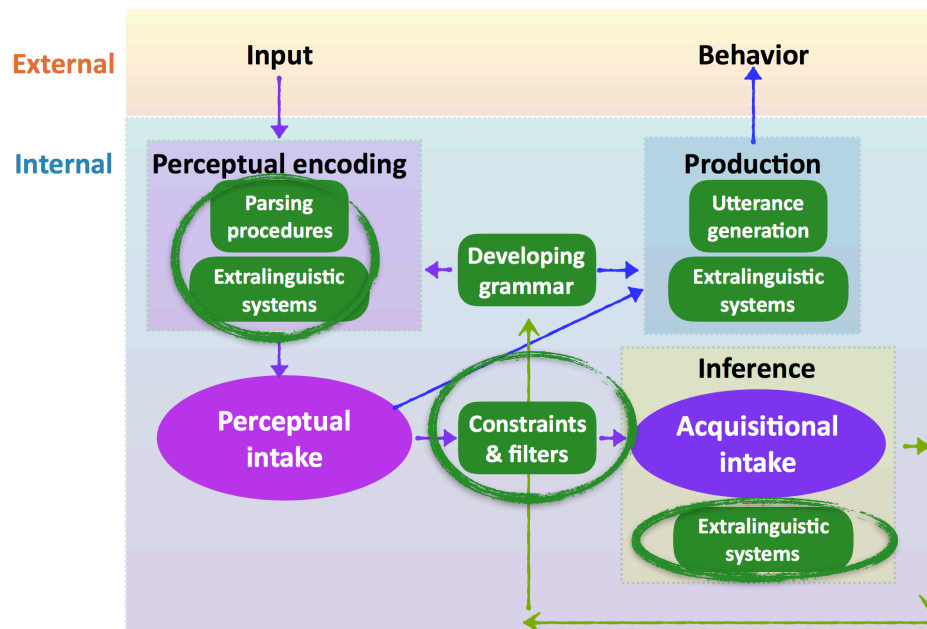 External
Input
Behavior
Internal
Perceptual encoding
Parsing
procedures
Extralinguistic
systems
Developing
grammar
Production
Utterance
generation
Extralinguistic
systems
Perceptual
intake
Constraints
& filters
Inference
Acquisitional
intake
Extralinguistic
systems